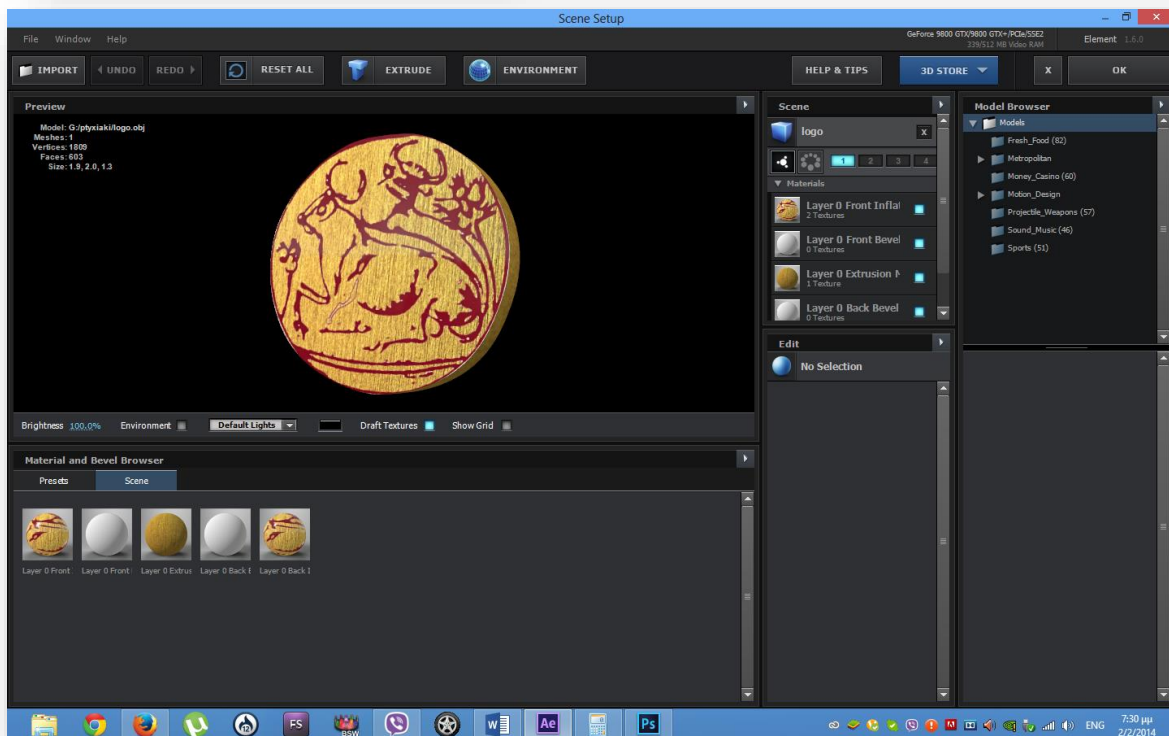 Scene Setup
File Window Help
GeForce 9800 GTX/9800 GTX+/PCIe/SSE2
339/512 MB Video RAM
Element 1.6.0
IMPORT UNDO REDO RESET ALL EXTRUDE ENVIRONMENT HELP & TIPS 3D STORE X OK
Preview
Model: G:/ptyxiaki/logo.obj
Meshes: 1
Vertices: 1809
Faces: 603
Size: 1.9, 2.0, 1.3
Brightness 100.0% Environment Default Lights Draft Textures Show Grid
Material and Bevel Browser
Presets Scene
Layer 0 Front Layer 0 Front Layer 0 Extrus Layer 0 Back E Layer 0 Back I
Scene
logo x
1 2 3 4
Materials
Layer 0 Front Inflat
2 Textures
Layer 0 Front Bevel
0 Textures
Layer 0 Extrusion M
1 Texture
Layer 0 Back Bevel
0 Textures
Edit
No Selection
Model Browser
Models
Fresh_Food (82)
Metropolitan
Money_Casino (60)
Motion_Design
Projectile_Weapons (57)
Sound_Music (46)
Sports (51)
12 FS BSW W Ae Ps
ENG
7:30 μμ
2/2/2014